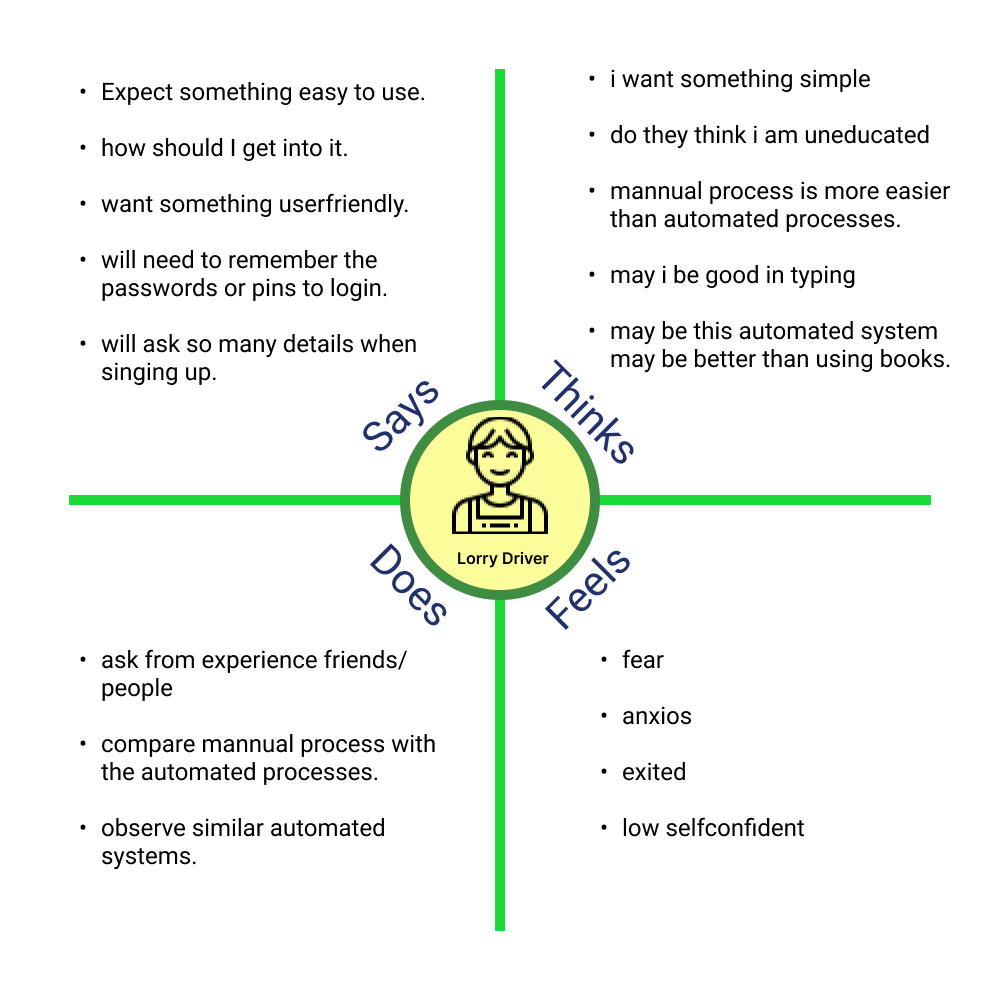 • Expect something easy to use.
• how should I get into it.
• want something userfriendly.
• will need to remember the
passwords or pins to login.
• will ask so many details when
singing up.
Says
• i want something simple
• do they think i am uneducated
• mannual process is more easier
than automated processes.
• may i be good in typing
• may be this automated system
may be better than using books.
Thinks
Lorry Driver
Does
• ask from experience friends/
people
• compare mannual process with
the automated processes.
• observe similar automated
systems.
Feels
• fear
• anxios
• exited
• low selfconfident